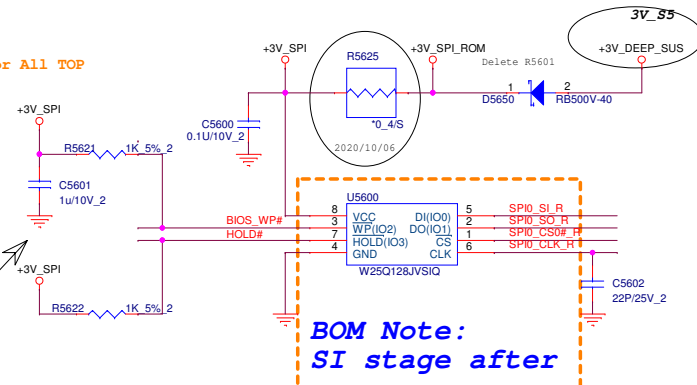 3V_S5
+3V_SPI
R5625
+3V_SPI_ROM
+3V_DEEP_SUS
Delete R5601
or All TOP
1
2
D5650
RB500V-40
+3V_SPI
C5600
0.1U/10V_2
*0_4/S
2020/10/06
R5621
1K_5%_2
C5601
1u/10V_2
U5600
BIOS_WP#
HOLD#
8
VCC
DI(IO0)
5
SPI0_SI_R
3
WP(IO2)
DO(IO1)
2
SPI0_SO_R
7
HOLD(IO3)
CS
1
SPI0_CS0#_R
4
GND
CLK
6
SPI0_CLK_R
W25Q128JVSIQ
+3V_SPI
C5602
22P/25V_2
R5622
1K_5%_2
BOM Note:
SI stage after